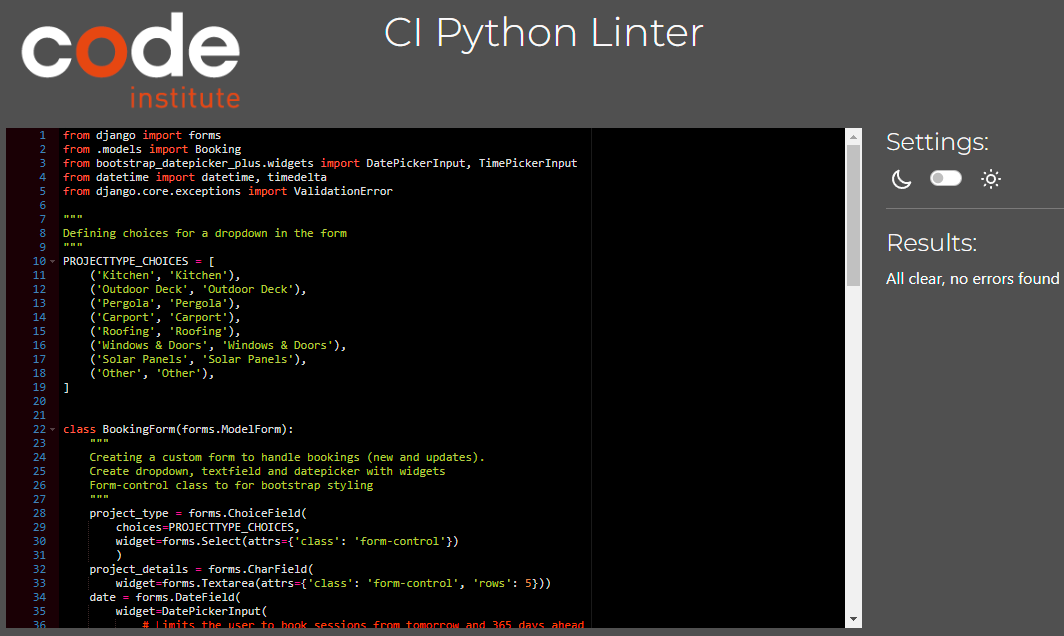 code
institute
CI Python Linter
1 from django import forms
2 from .models import Booking
3 from bootstrap_datepicker_plus.widgets import DatePickerInput, TimePickerInput
4 from datetime import datetime, timedelta
5 from django.core.exceptions import ValidationError
6
7 """
8 Defining choices for a dropdown in the form
9 """
10 PROJECTTYPE_CHOICES = [
11     ('Kitchen', 'Kitchen'),
12     ('Outdoor Deck', 'Outdoor Deck'),
13     ('Pergola', 'Pergola'),
14     ('Carport', 'Carport'),
15     ('Roofing', 'Roofing'),
16     ('Windows & Doors', 'Windows & Doors'),
17     ('Solar Panels', 'Solar Panels'),
18     ('Other', 'Other'),
19 ]
20
21
22 class BookingForm(forms.ModelForm):
23     """
24     Creating a custom form to handle bookings (new and updates).
25     Create dropdown, textfield and datepicker with widgets
26     Form-control class to for bootstrap styling
27     """
28     project_type = forms.ChoiceField(
29         choices=PROJECTTYPE_CHOICES,
30         widget=forms.Select(attrs={'class': 'form-control'})
31         )
32     project_details = forms.CharField(
33         widget=forms.Textarea(attrs={'class': 'form-control', 'rows': 5}))
34     date = forms.DateField(
35         widget=DatePickerInput(
36             # Limits the user to book sessions from tomorrow and 365 days ahead
Settings:
Results:
All clear, no errors found